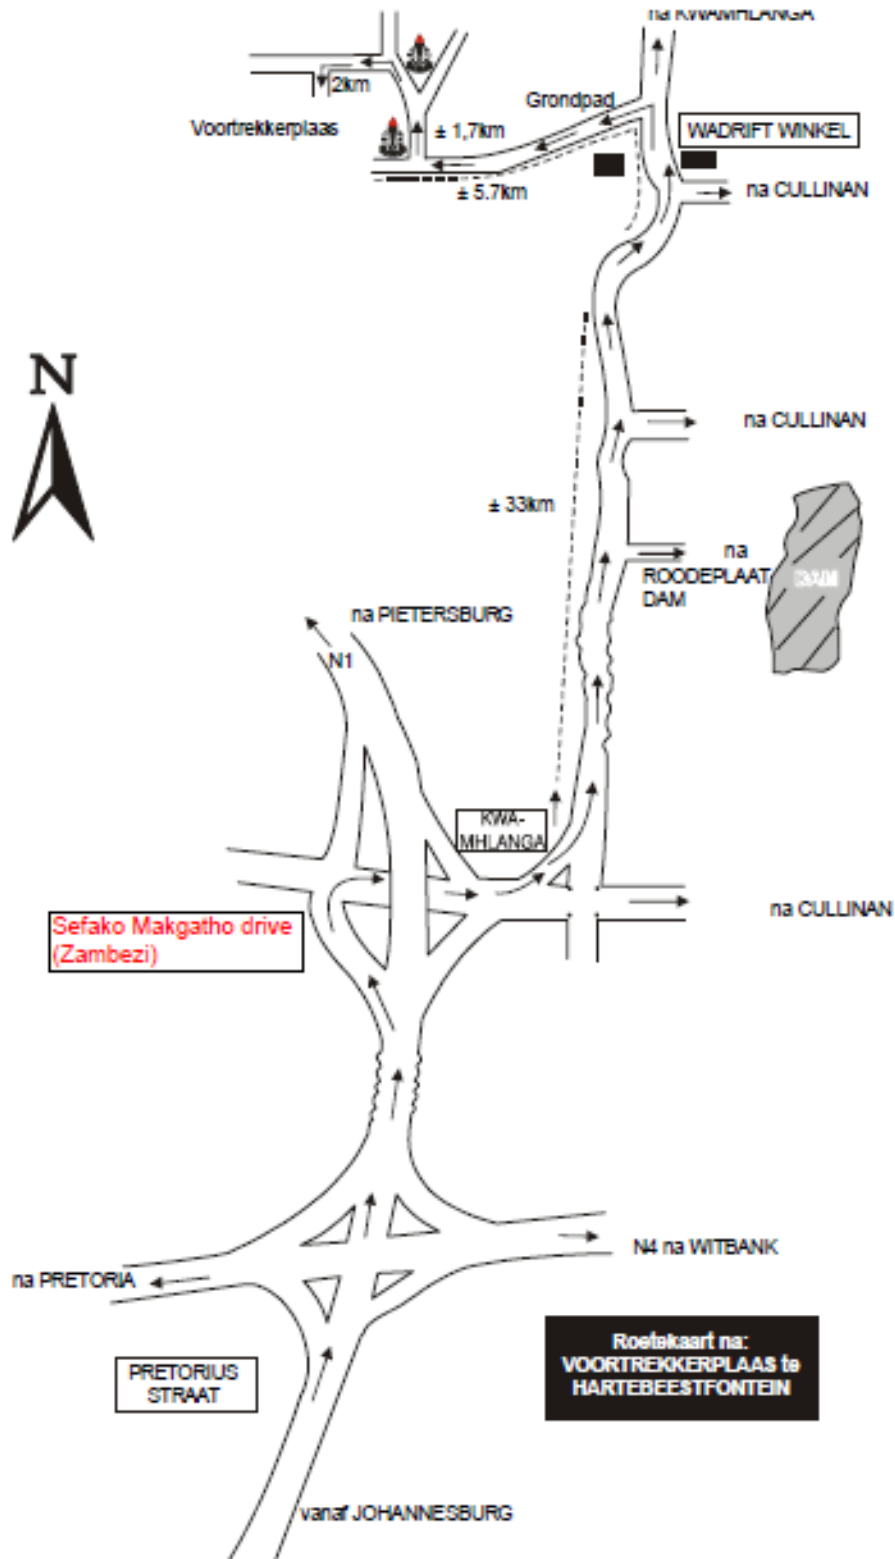 na KWAMHLANGA
2km
Grondpad
Voortrekkerplaas
± 1,7km
WADRIFT WINKEL
± 5.7km
na CULLINAN
N
na CULLINAN
± 33km
na
ROODEPLAAT
DAM
DAM
na PIETERSBURG
N1
KWA-
MHLANGA
na CULLINAN
Sefako Makgatho drive
(Zambezi)
N4 na WITBANK
na PRETORIA
Roetekaart na:
VOORTREKKERPLAAS te
HARTEBEESTFONTEIN
PRETORIUS
STRAAT
vanaf JOHANNESBURG